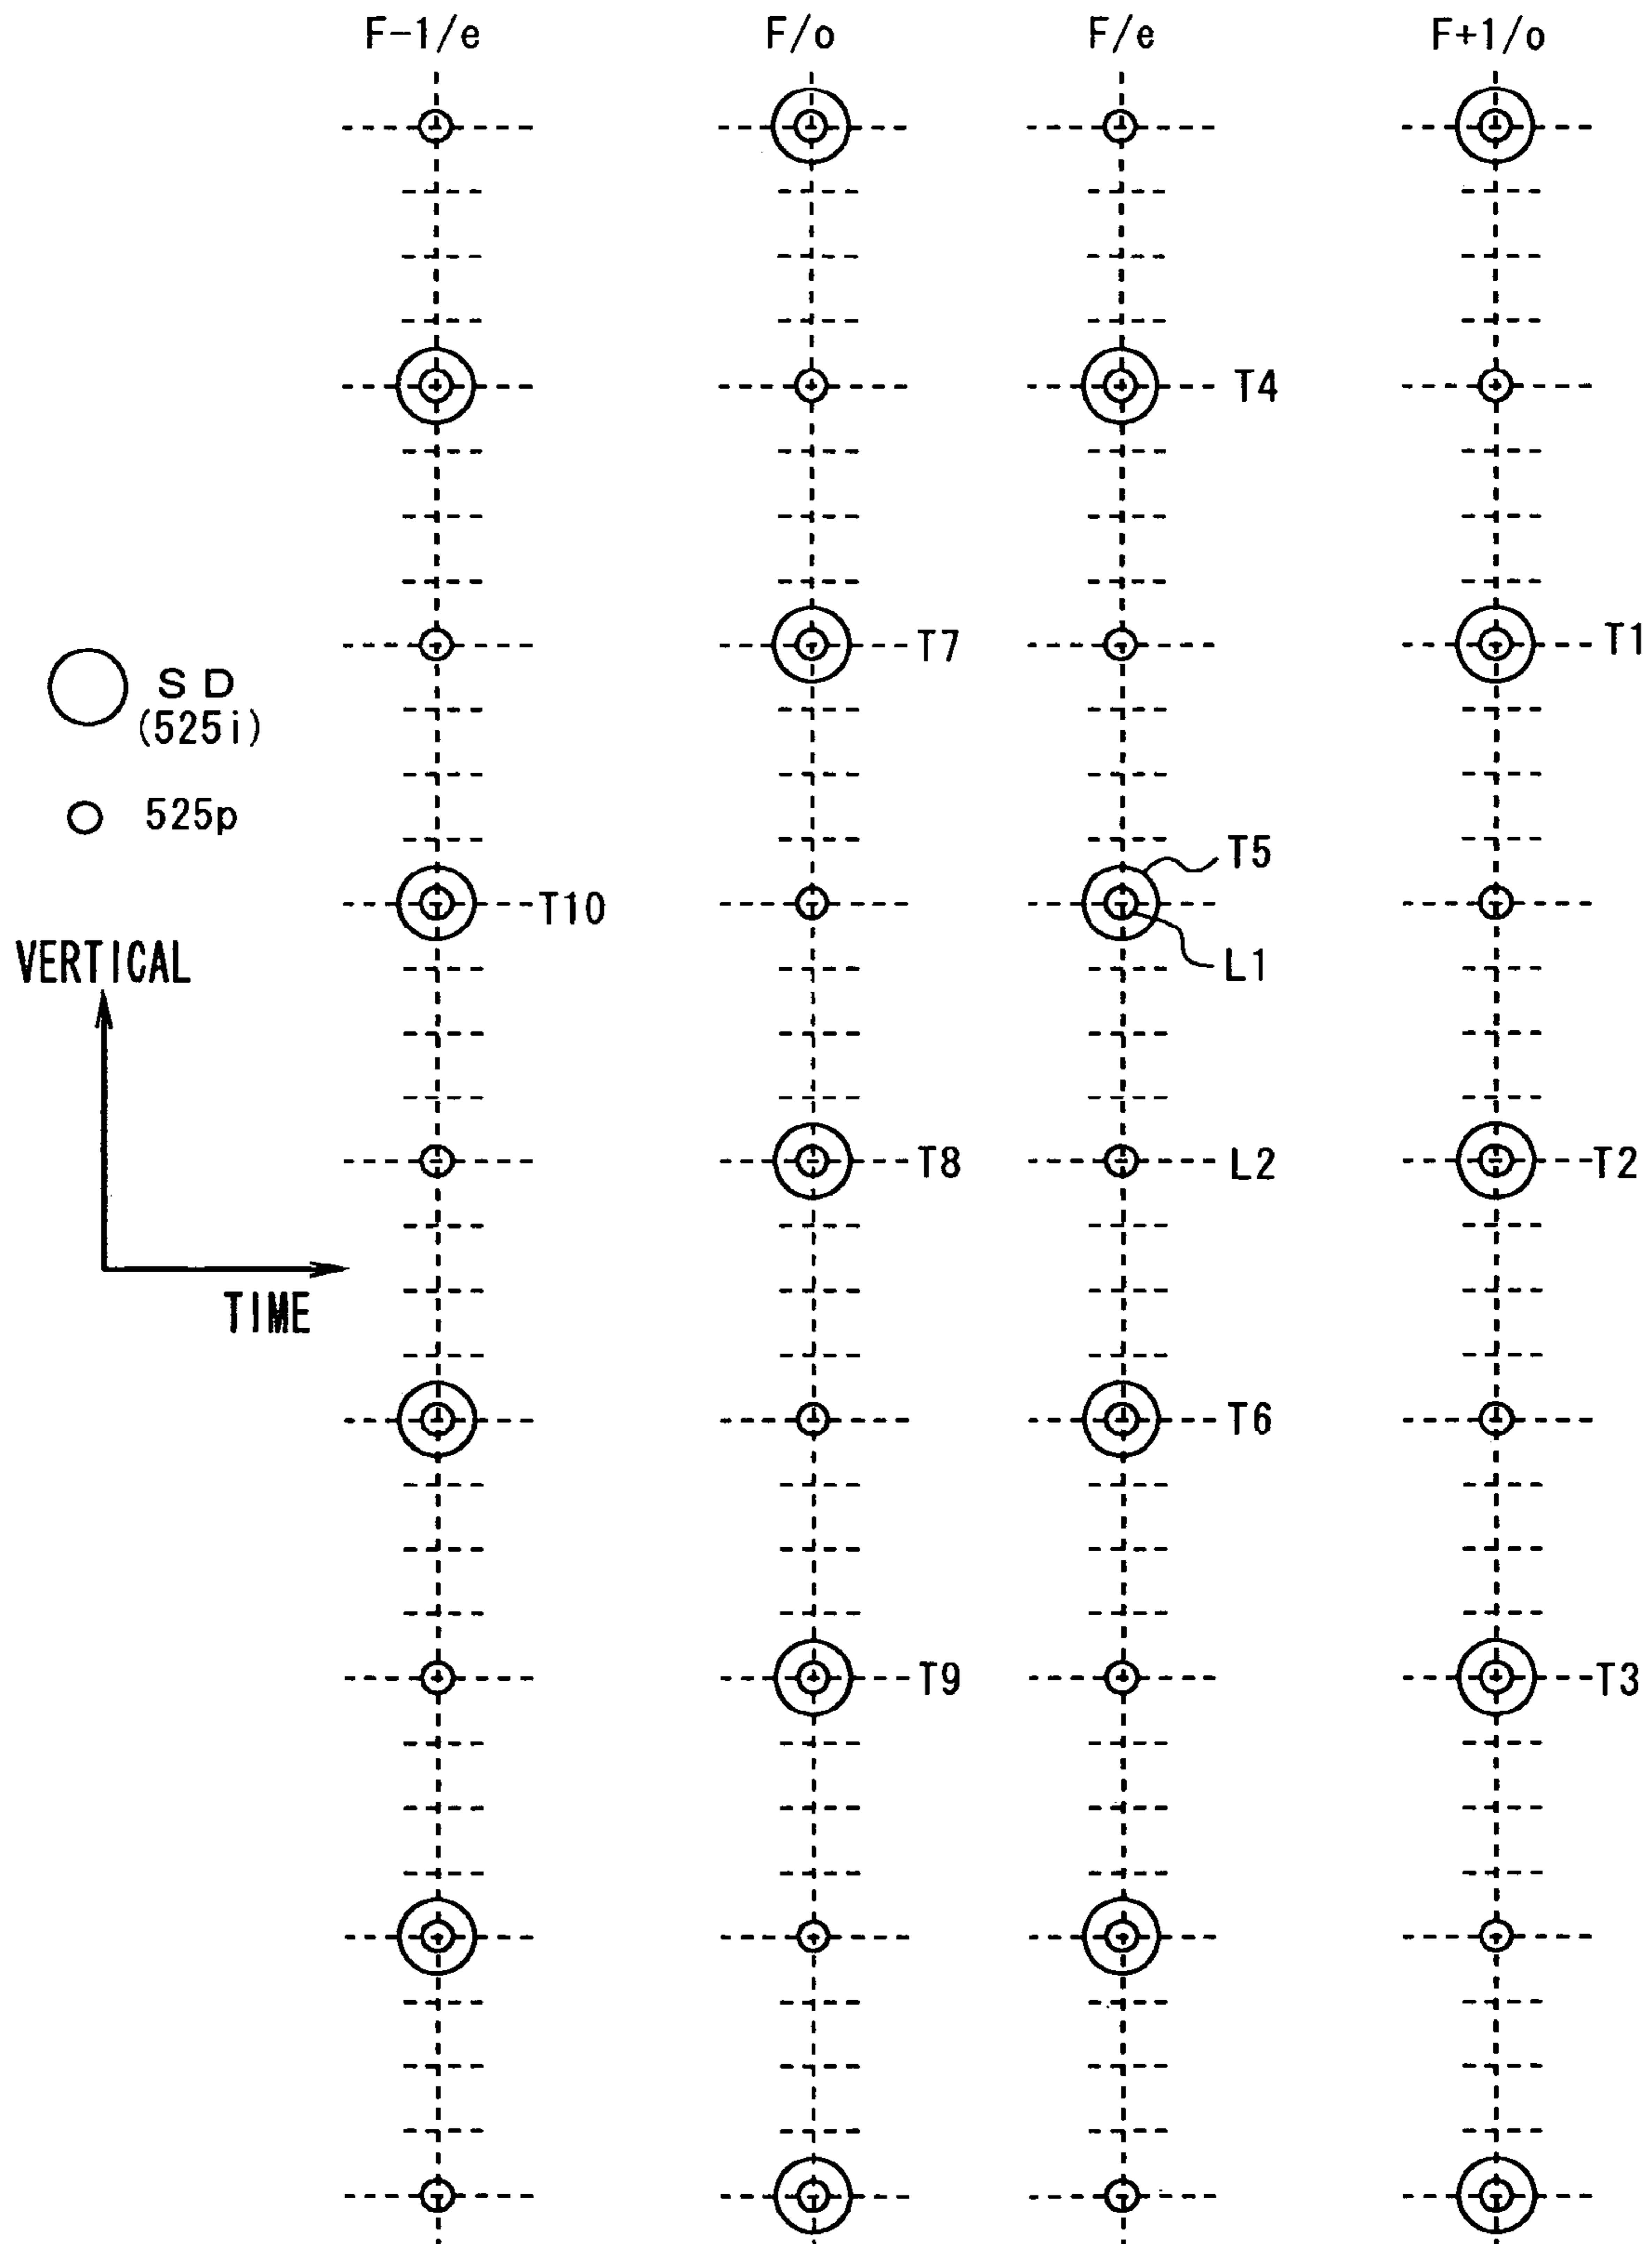 F-1/e F/o F/e F+1/o
T4
T7 T1
SD
(525i)
525p
T5
T10
L1
VERTICAL
T8 L2 T2
TIME
T6
T9 T3